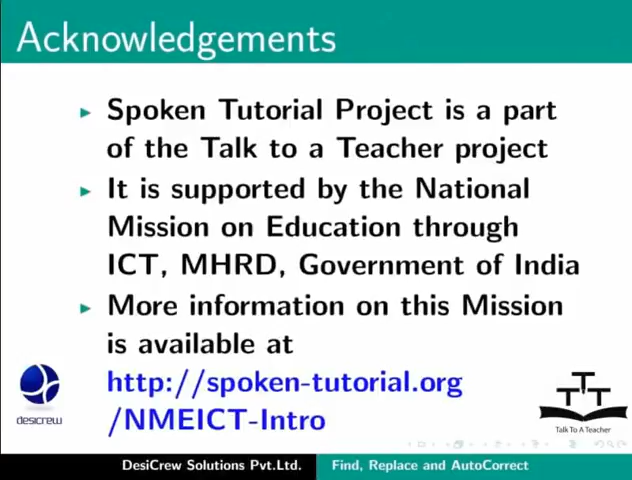 Acknowledgements
Spoken Tutorial Project is a part
of the Talk to a Teacher project
It is supported by the National
Mission on Education through
ICT, MHRD, Government of India
More information on this Mission
is available at
http://spoken-tutorial.org
/NMEICT-Intro
desicrew
TTT
Talk To A Teacher
DesiCrew Solutions Pvt.Ltd. Find, Replace and AutoCorrect